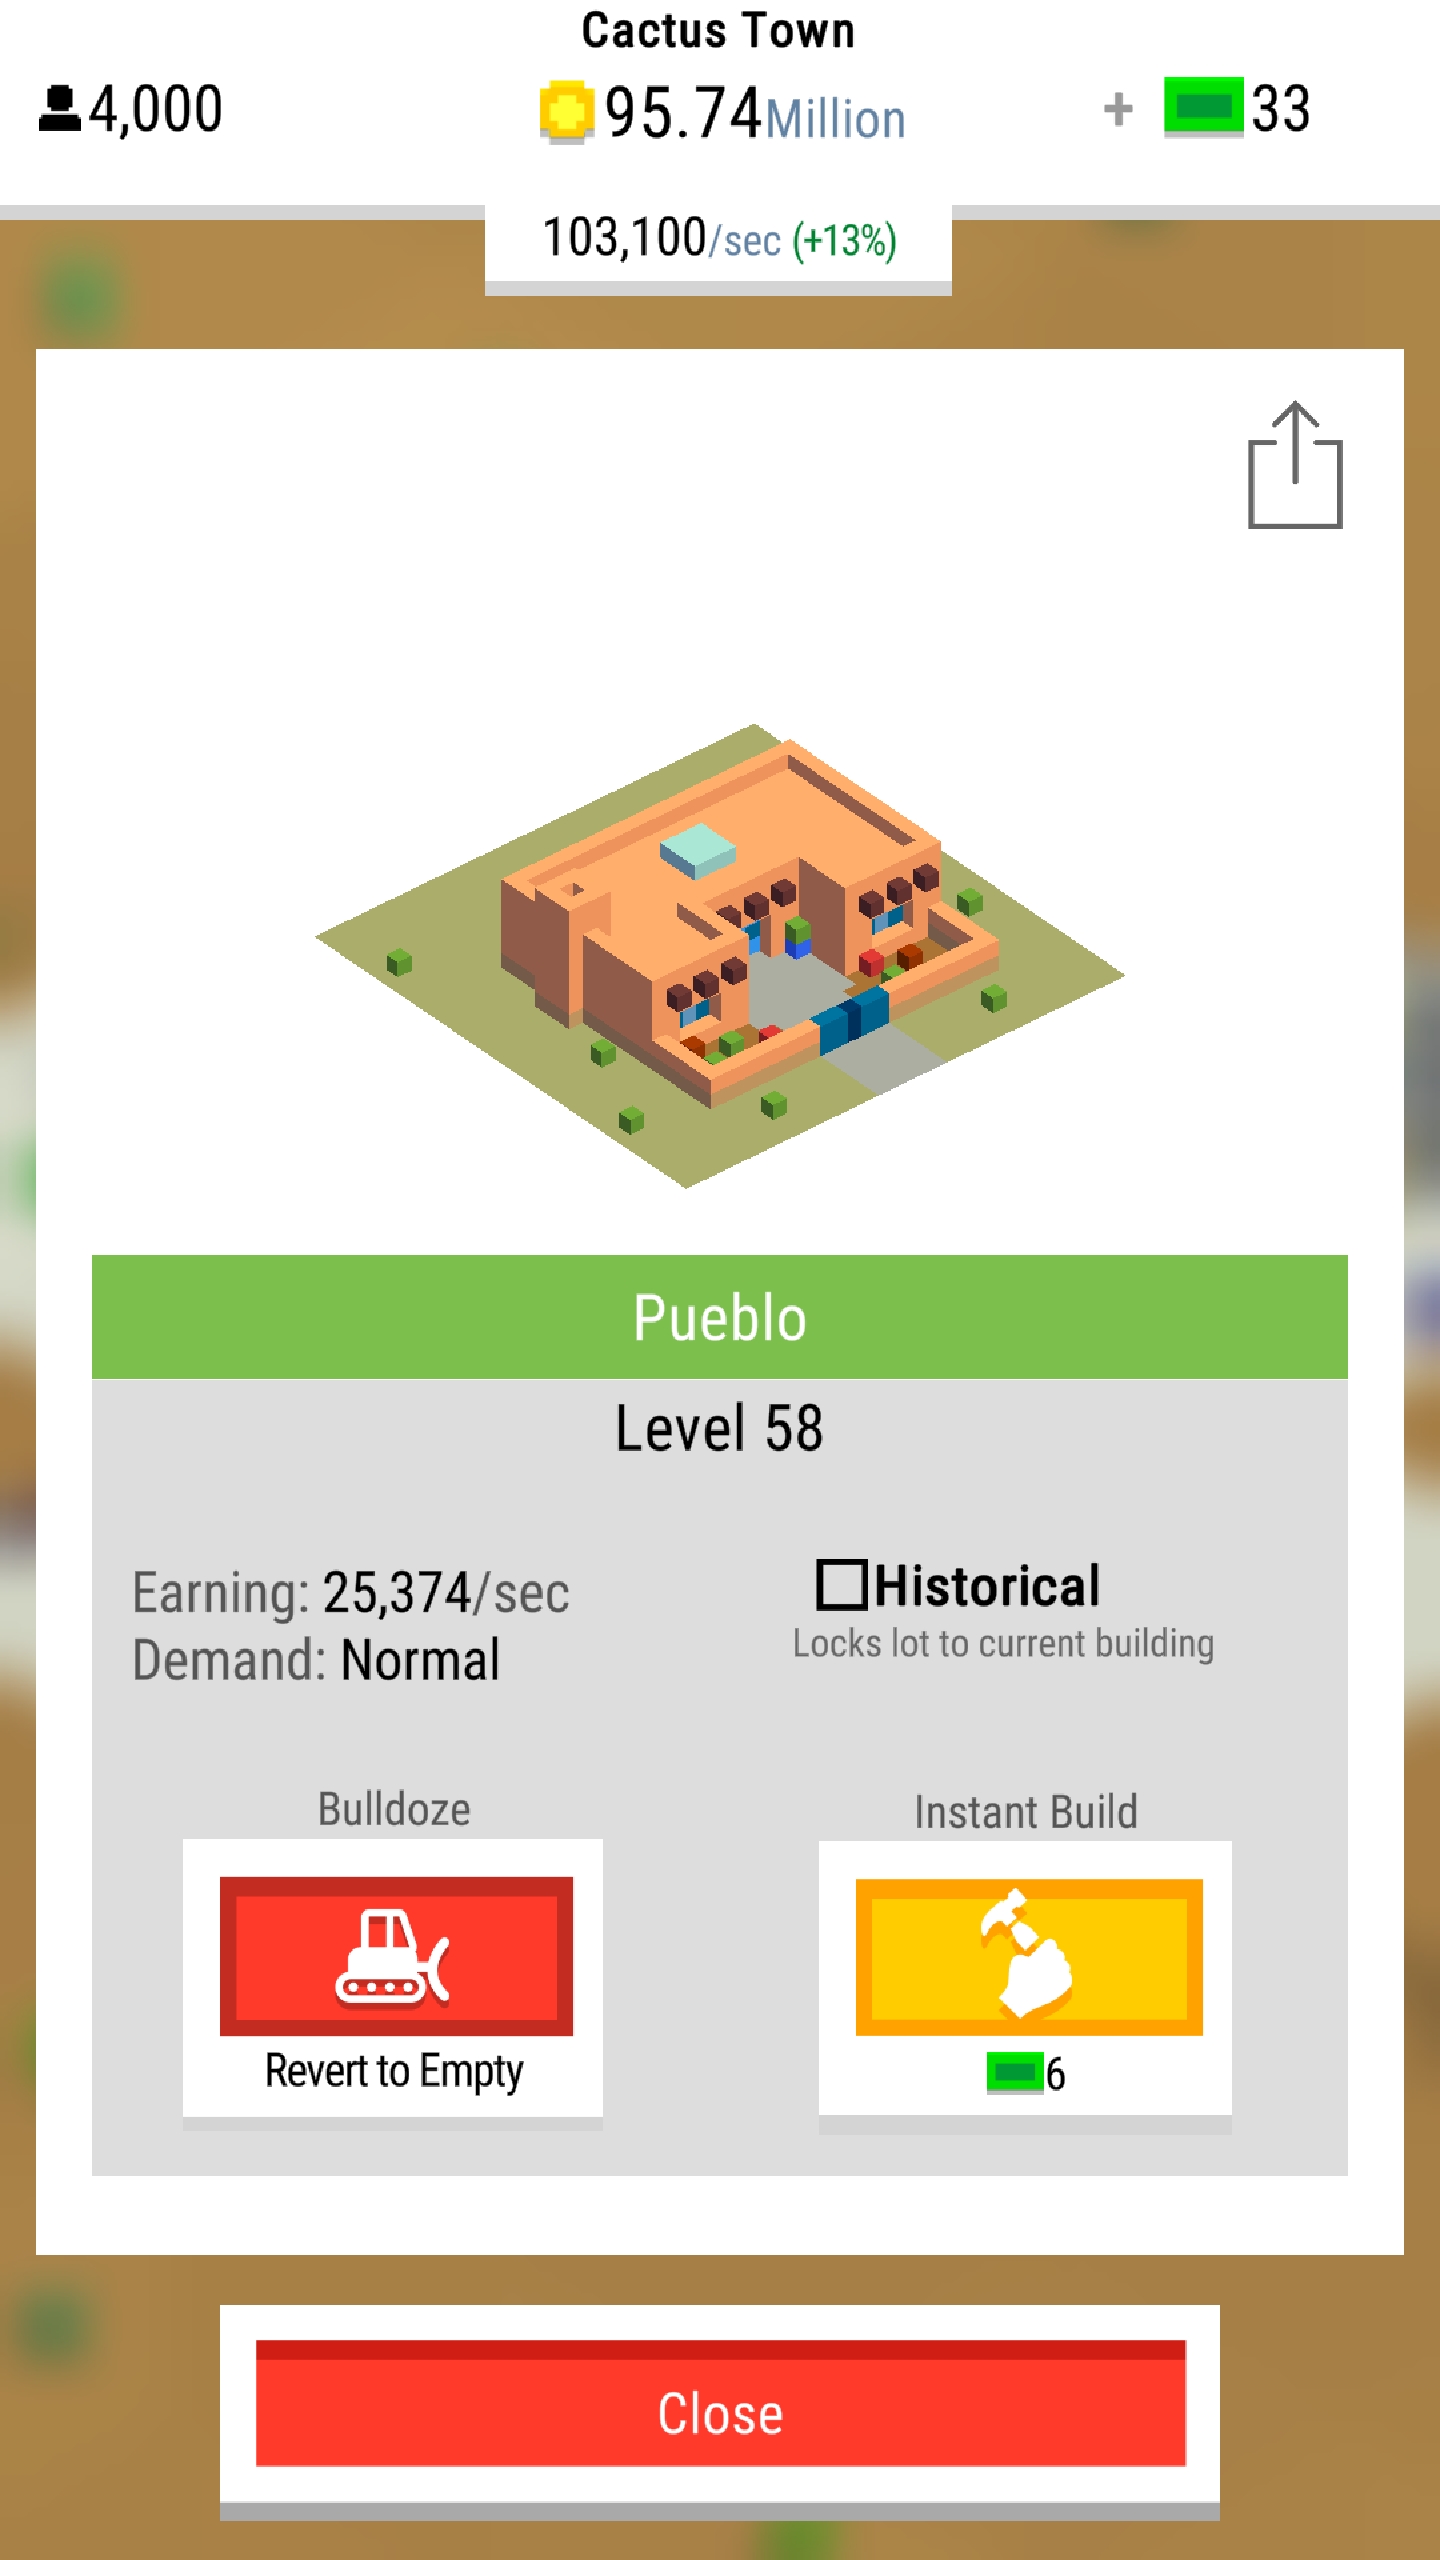 Cactus Town
4,000
95.74Million
+ 33
103,100/sec (+13%)
Pueblo
Level 58
Earning: 25,374/sec
Historical
Locks lot to current building
Demand: Normal
Bulldoze
Instant Build
Revert to Empty
6
Close